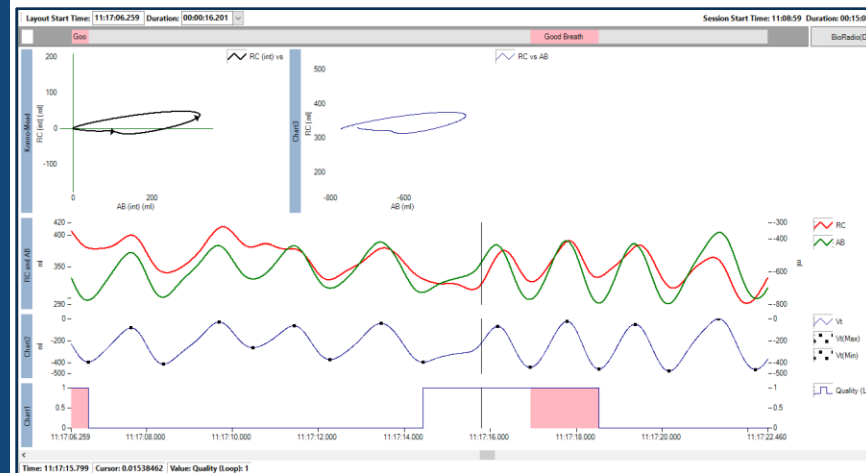 Layout Start Time: 11:17:06.259 Duration: 00:00:16.201 Session Start Time: 11:08:59 Duration: 00:15:0
Goo Good Breath BioRadio(D
200
100
0
-100
RC (int) (ml)
Konno-Mead
0 200
AB (int) (ml)
RC (int) vs
500
400
300
200
RC (ml)
Chart3
-800 -600
AB (ml)
RC vs AB
RC and AB
420
400
350
290
ml
-300
-400
-600
-800
ml
RC
AB
Chart2
0
-200
-400
-500
ml
0
-200
-400
-500
Vt
Vt(Max)
Vt(Min)
Chart1
1
0.5
0
1
0.5
0
Quality (L
11:17:06.259 11:17:08.000 11:17:10.000 11:17:12.000 11:17:14.000 11:17:16.000 11:17:18.000 11:17:20.000 11:17:22.460
Time: 11:17:15.799 Cursor: 0.01538462 Value: Quality (Loop): 1